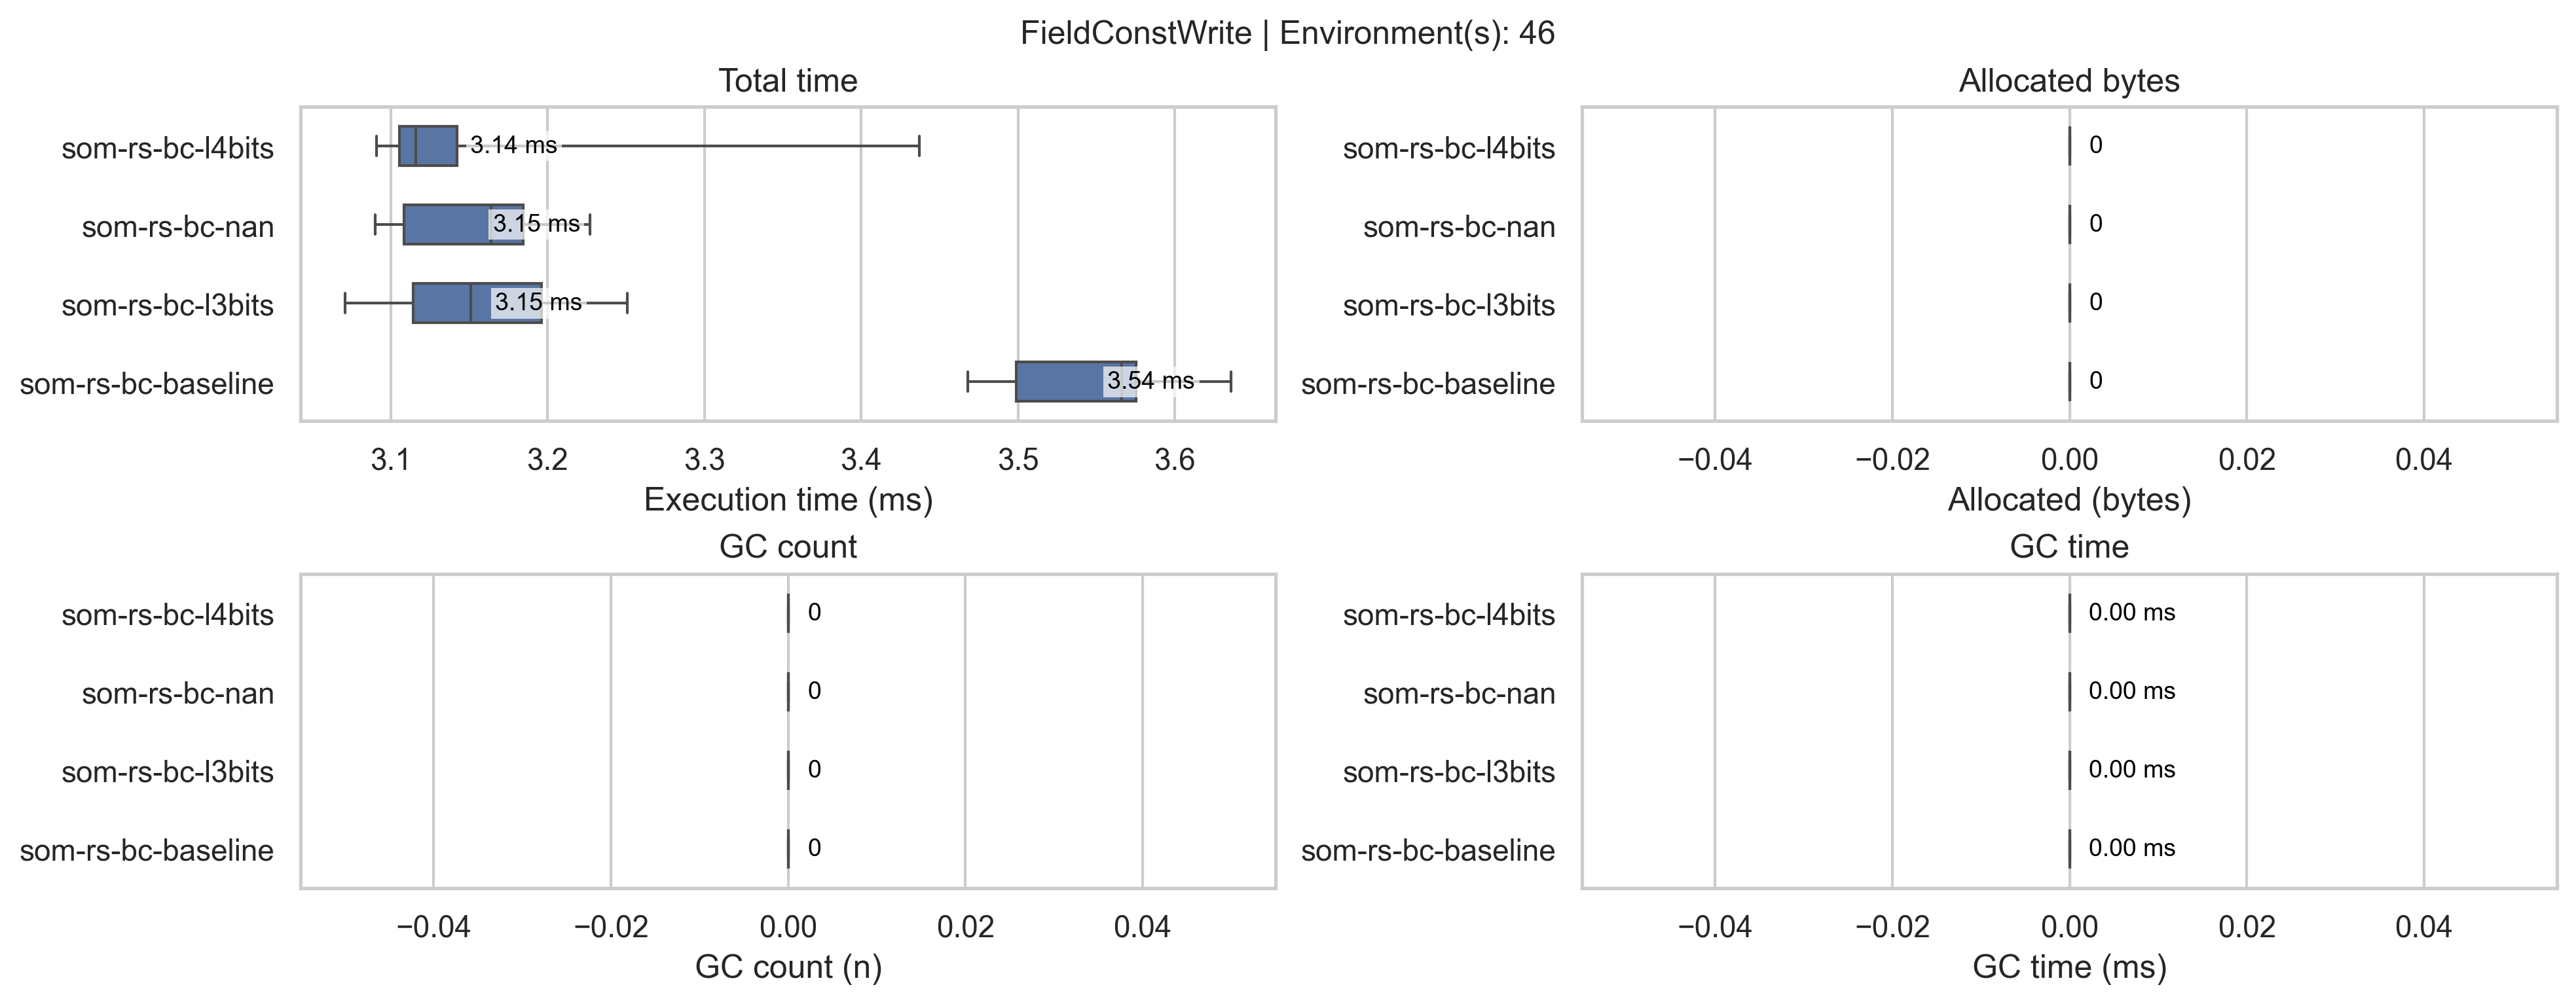 FieldConstWrite | Environment(s): 46
Total time
som-rs-bc-l4bits
3.14 ms
som-rs-bc-nan
3.15 ms
som-rs-bc-l3bits
3.15 ms
som-rs-bc-baseline
3.54 ms
3.1 3.2 3.3 3.4 3.5 3.6
Execution time (ms)
Allocated bytes
som-rs-bc-l4bits
0
som-rs-bc-nan
0
som-rs-bc-l3bits
0
som-rs-bc-baseline
0
−0.04 −0.02 0.00 0.02 0.04
Allocated (bytes)
GC count
som-rs-bc-l4bits
0
som-rs-bc-nan
0
som-rs-bc-l3bits
0
som-rs-bc-baseline
0
−0.04 −0.02 0.00 0.02 0.04
GC count (n)
GC time
som-rs-bc-l4bits
0.00 ms
som-rs-bc-nan
0.00 ms
som-rs-bc-l3bits
0.00 ms
som-rs-bc-baseline
0.00 ms
−0.04 −0.02 0.00 0.02 0.04
GC time (ms)